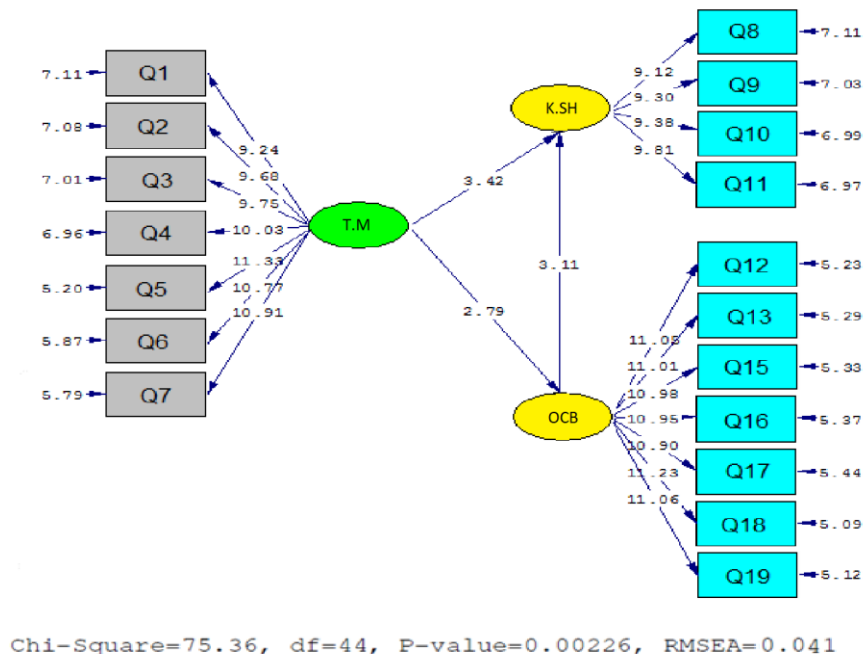 7.11 Q1
7.08 Q2
7.01 Q3
6.96 Q4
5.20 Q5
5.87 Q6
5.79 Q7
9.24
9.68
9.75
10.03
11.33
10.77
10.91
T.M
3.42
2.79
3.11
K.SH
OCB
9.12
9.30
9.38
9.81
Q8 7.11
Q9 7.03
Q10 6.99
Q11 6.97
11.08
11.01
10.98
10.95
10.90
11.23
11.06
Q12 5.23
Q13 5.29
Q15 5.33
Q16 5.37
Q17 5.44
Q18 5.09
Q19 5.12
Chi-Square=75.36, df=44, P-value=0.00226, RMSEA=0.041